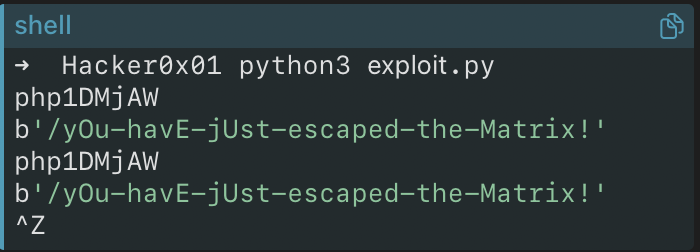 shell
→ Hacker0x01 python3 exploit.py
php1DMjAW
b'/yOu-havE-jUst-escaped-the-Matrix!'
php1DMjAW
b'/yOu-havE-jUst-escaped-the-Matrix!'
^Z